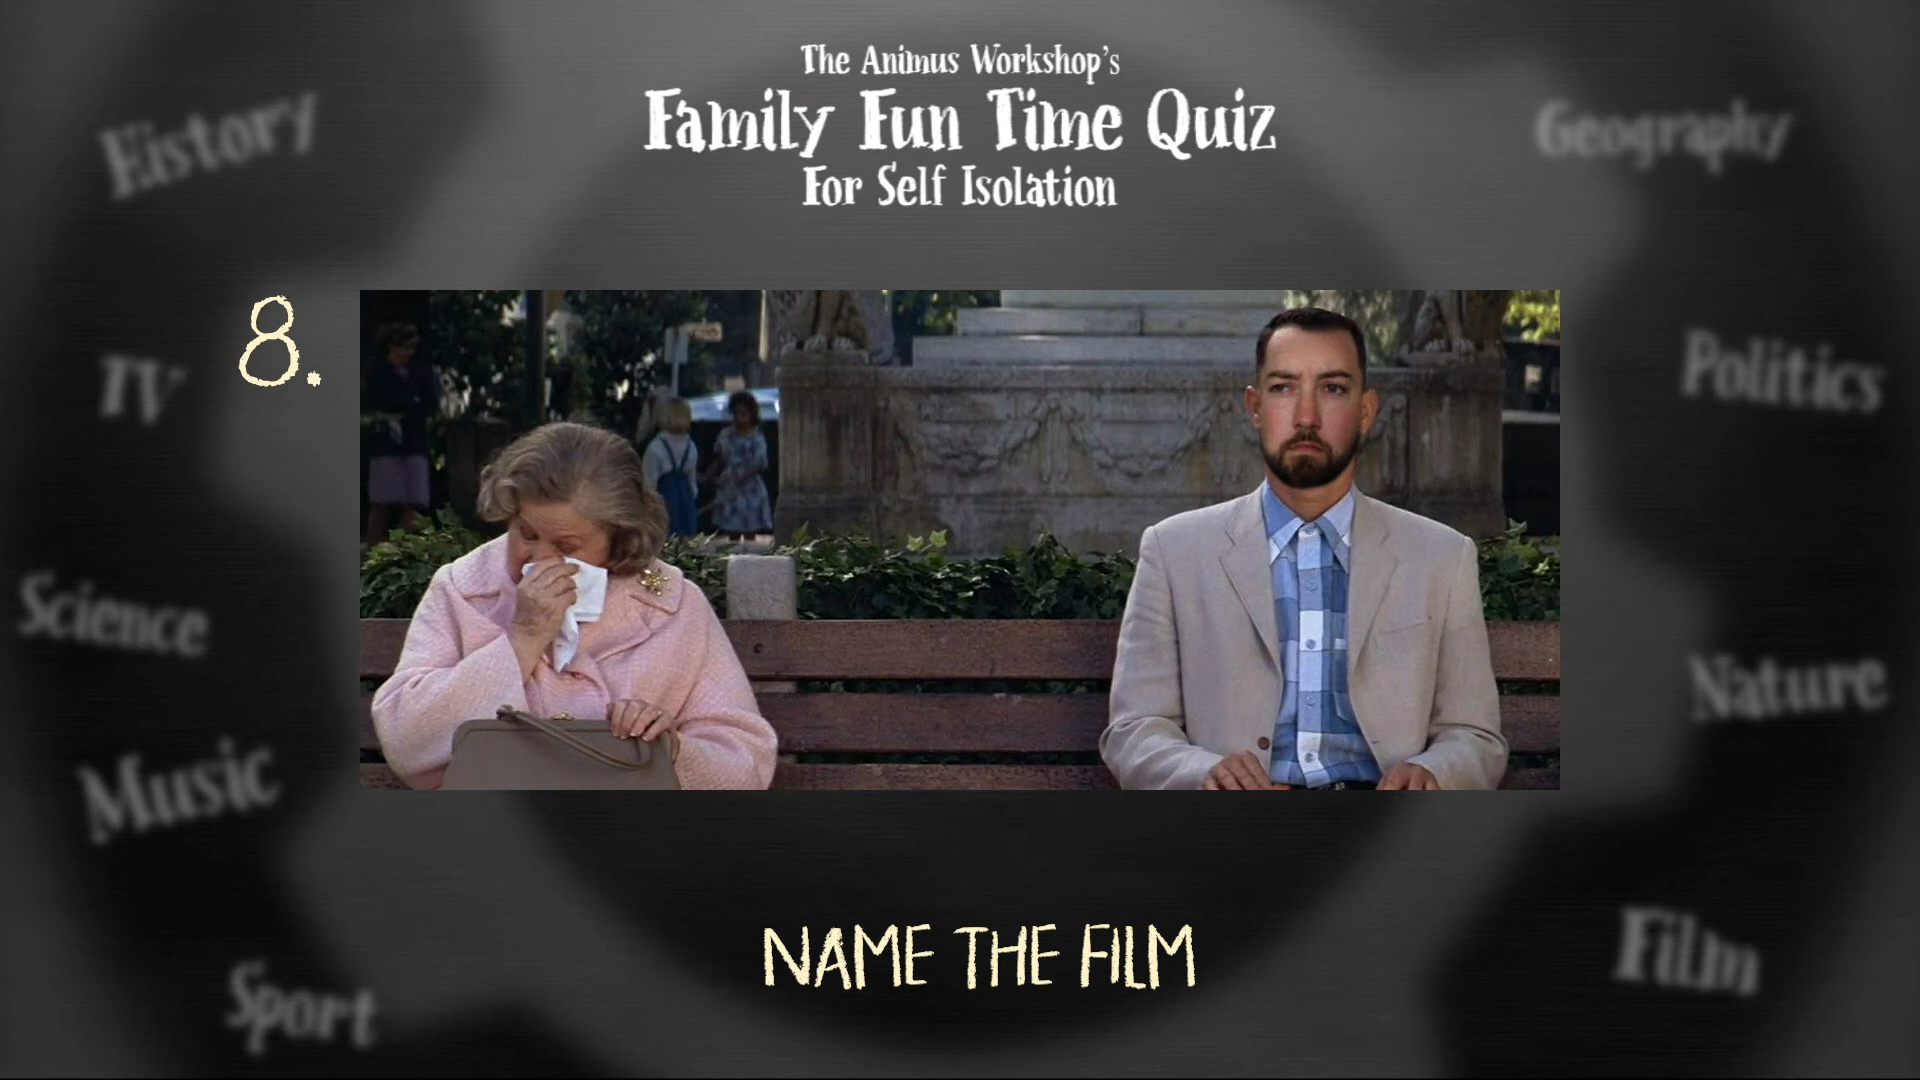 The Animus Workshop's
Family Fun Time Quiz
For Self Isolation
History
Geography
8.
TV
Politics
Science
Nature
Music
Film
Sport
NAME THE FILM